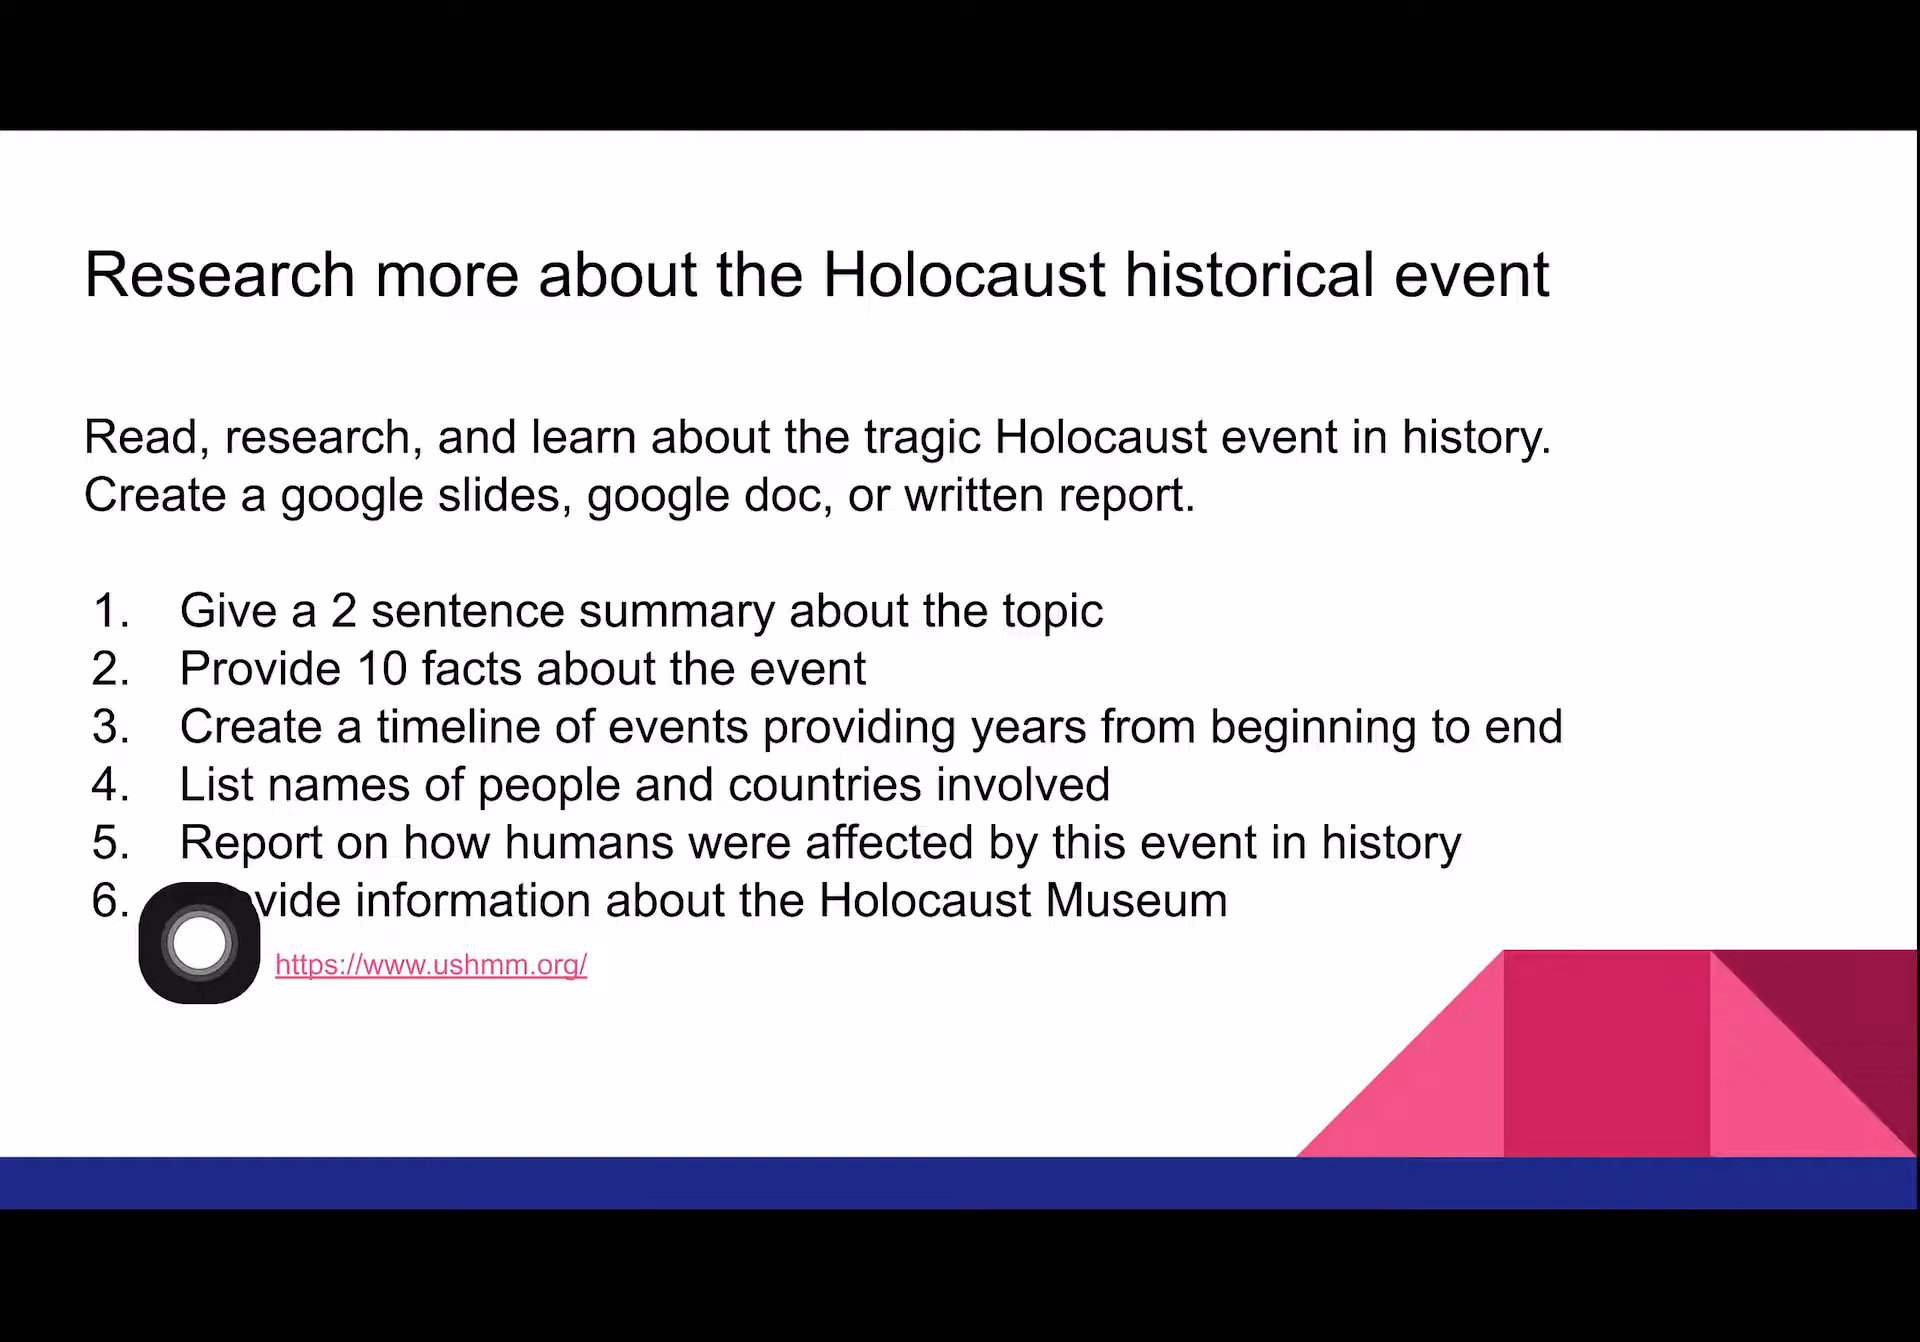 Research more about the Holocaust historical event
Read, research, and learn about the tragic Holocaust event in history.
Create a google slides, google doc, or written report.
1. Give a 2 sentence summary about the topic
2. Provide 10 facts about the event
3. Create a timeline of events providing years from beginning to end
4. List names of people and countries involved
5. Report on how humans were affected by this event in history
6. vide information about the Holocaust Museum
https://www.ushmm.org/